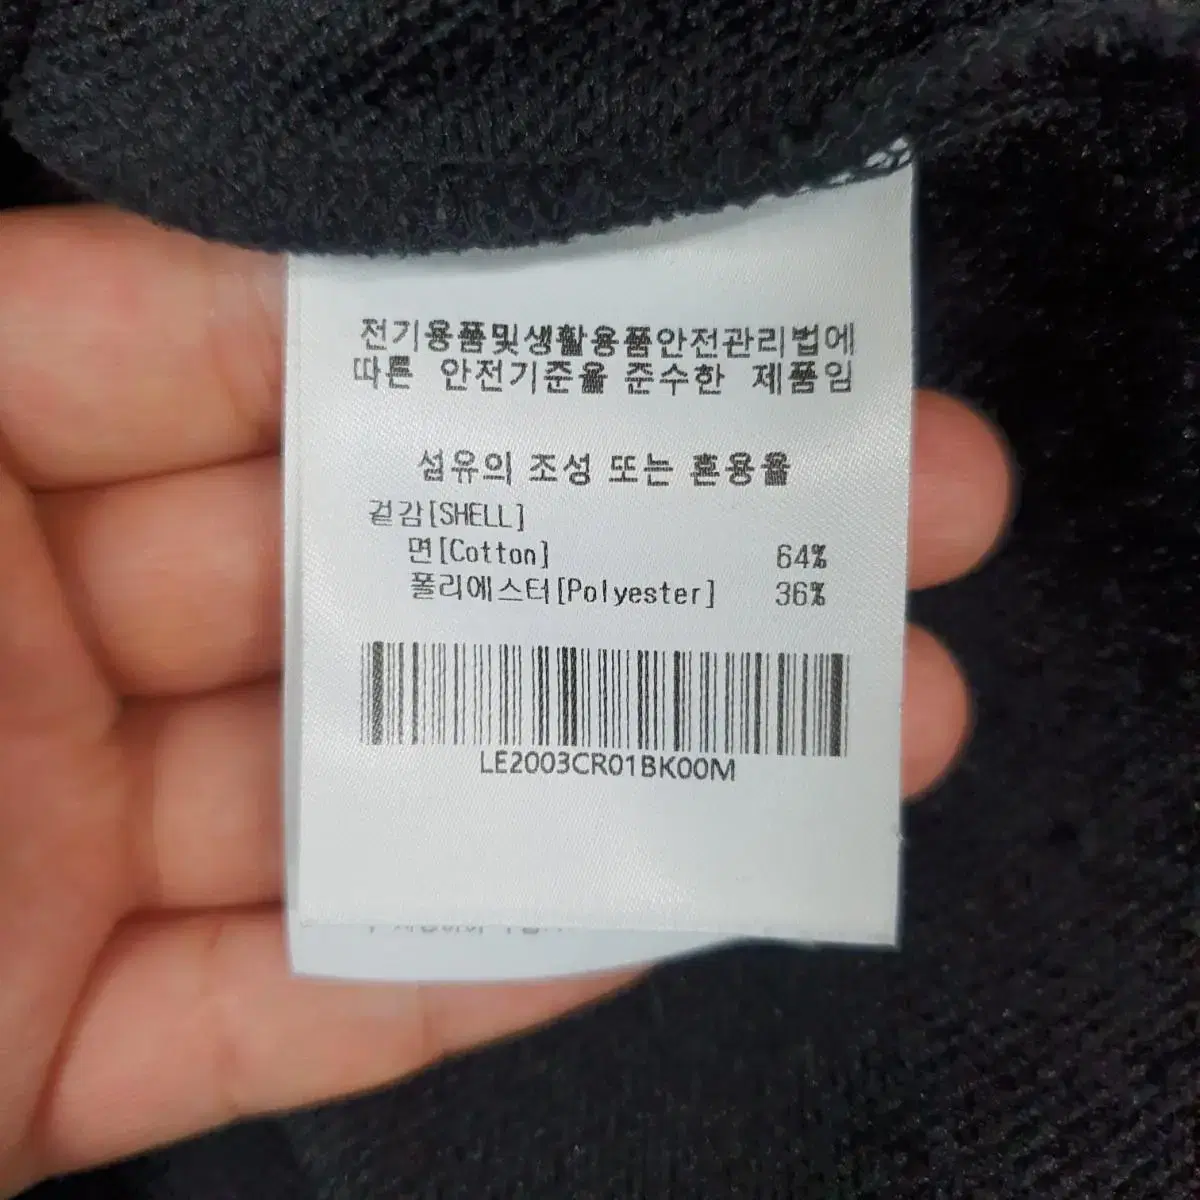 전기용품및생활용품안전관리법에
따른 안전기준을 준수한 제품임
섬유의 조성 또는 혼용율
겉감[SHELL]
면[Cotton] 64%
폴리에스터[Polyester] 36%
LE2003CR01BK00M